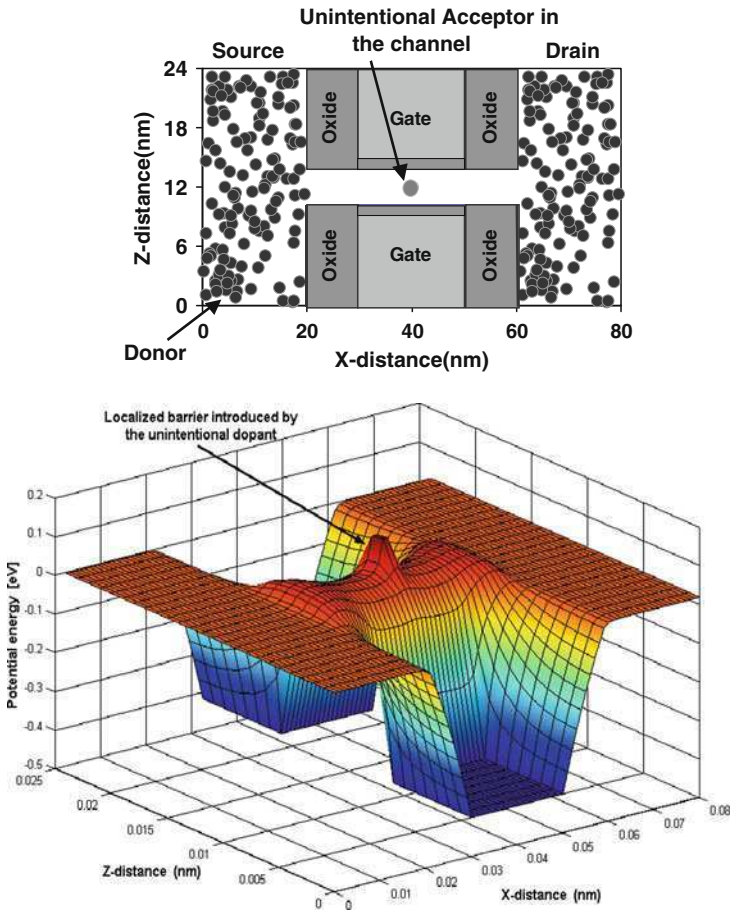 Unintentional Acceptor in
the channel
Source
Drain
24
18
12
6
0
Z-distance(nm)
Oxide
Gate
Oxide
Oxide
Gate
Oxide
0
20
40
60
80
Donor
X-distance(nm)
Localized barrier introduced by
the unintentional dopant
0.2
0.1
0
-0.1
-0.2
-0.3
-0.4
-0.5
Potential energy [eV]
0.025
0.02
0.015
0.01
0.005
0
Z-distance (nm)
0
0.01
0.02
0.03
0.04
0.05
0.06
0.07
0.08
X-distance (nm)